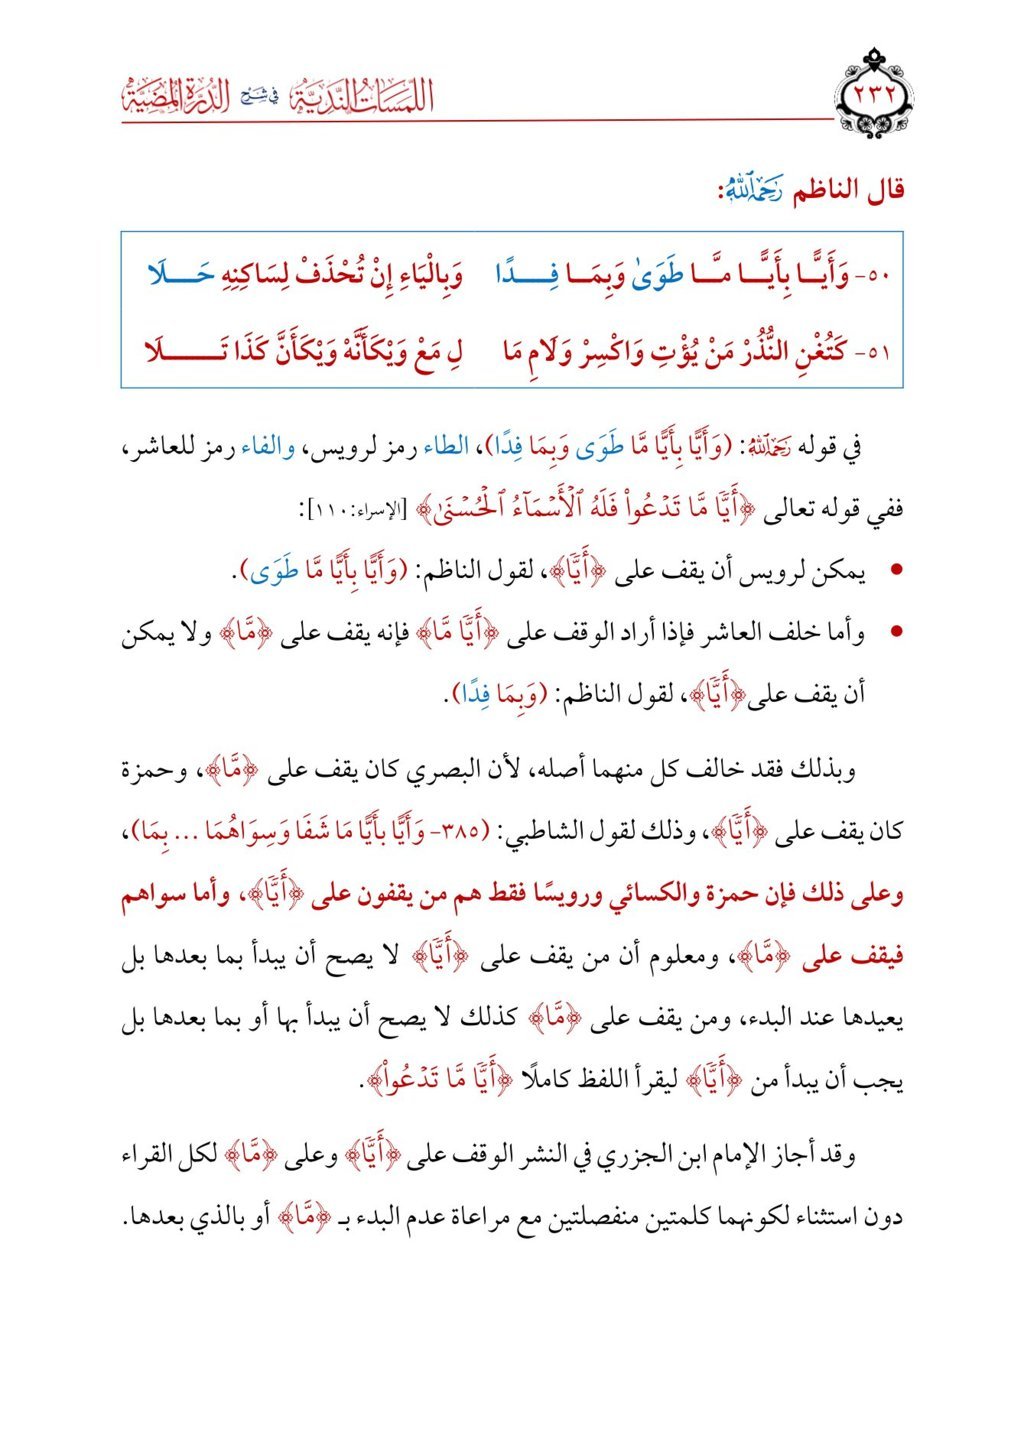 ٢٣٢
اللمسات الندية في شرح الدرة المضية
قال الناظم رَحِمَهُ ٱللَّهُ:
٥٠- وَأَيًّـا بِأَيًّـا مَّـا طَوَىٰ وَبِمَـا فِـدًا وَبِالْيَاءِ إِنْ تُحْذَفْ لِسَاكِنِهِ حَـلَا
٥١- كَتُغْنِ النُّذُرْ مَنْ يُؤْتِ وَاكْسِرْ وَلَامِ مَا لِ مَعْ وَيْكَأَنَّهْ وَيْكَأَنَّ كَذَا تَـلَا
في قوله رَحِمَهُ ٱللَّهُ: (وَأَيًّا بِأَيًّا مَّا طَوَى وَبِمَا فِدًا)، الطاء رمز لرويس، والفاء رمز للعاشر،
ففي قوله تعالى ﴿أَيّٗا مَّا تَدۡعُواْ فَلَهُ ٱلۡأَسۡمَآءُ ٱلۡحُسۡنَىٰ﴾ [الإسراء:١١٠]:
• يمكن لرويس أن يقف على ﴿أَيّٗا﴾، لقول الناظم: (وَأَيًّا بِأَيًّا مَّا طَوَى).
• وأما خلف العاشر فإذا أراد الوقف على ﴿أَيّٗا مَّا﴾ فإنه يقف على ﴿مَّا﴾ ولا يمكن
أن يقف على﴿أَيّٗا﴾، لقول الناظم: (وَبِمَا فِدًا).
وبذلك فقد خالف كل منهما أصله، لأن البصري كان يقف على ﴿مَّا﴾، وحمزة
كان يقف على ﴿أَيّٗا﴾، وذلك لقول الشاطبي: (٣٨٥- وَأَيًّا بأَيًّا مَا شَفَا وَسِوَاهُمَا ... بِمَا)،
وعلى ذلك فإن حمزة والكسائي ورويسًا فقط هم من يقفون على ﴿أَيّٗا﴾، وأما سواهم
فيقف على ﴿مَّا﴾، ومعلوم أن من يقف على ﴿أَيّٗا﴾ لا يصح أن يبدأ بما بعدها بل
يعيدها عند البدء، ومن يقف على ﴿مَّا﴾ كذلك لا يصح أن يبدأ بها أو بما بعدها بل
يجب أن يبدأ من ﴿أَيّٗا﴾ ليقرأ اللفظ كاملًا ﴿أَيّٗا مَّا تَدۡعُواْ﴾.
وقد أجاز الإمام ابن الجزري في النشر الوقف على ﴿أَيّٗا﴾ وعلى ﴿مَّا﴾ لكل القراء
دون استثناء لكونهما كلمتين منفصلتين مع مراعاة عدم البدء بـ ﴿مَّا﴾ أو بالذي بعدها.